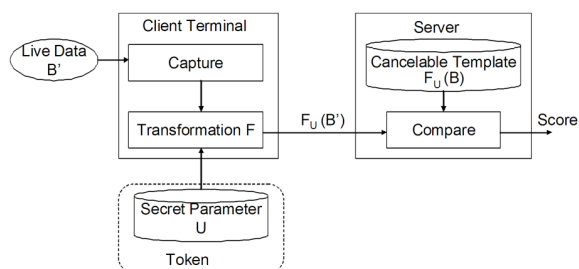 Client Terminal
Server
Live Data
B'
Capture
Cancelable Template
F_U (B)
Transformation F
F_U (B')
Compare
Score
Secret Parameter
U
Token